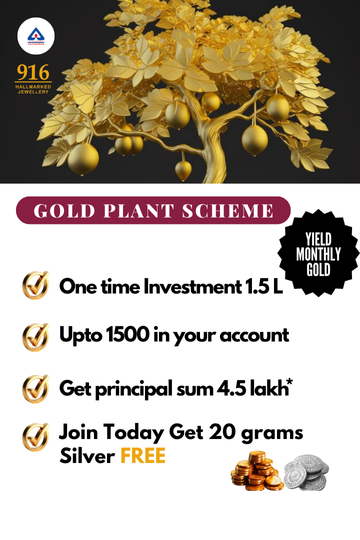 916
HALLMARKED
JEWELLERY
GOLD PLANT SCHEME
YIELD
MONTHLY
GOLD
One time Investment 1.5 L
Upto 1500 in your account
Get principal sum 4.5 lakh*
Join Today Get 20 grams
Silver FREE